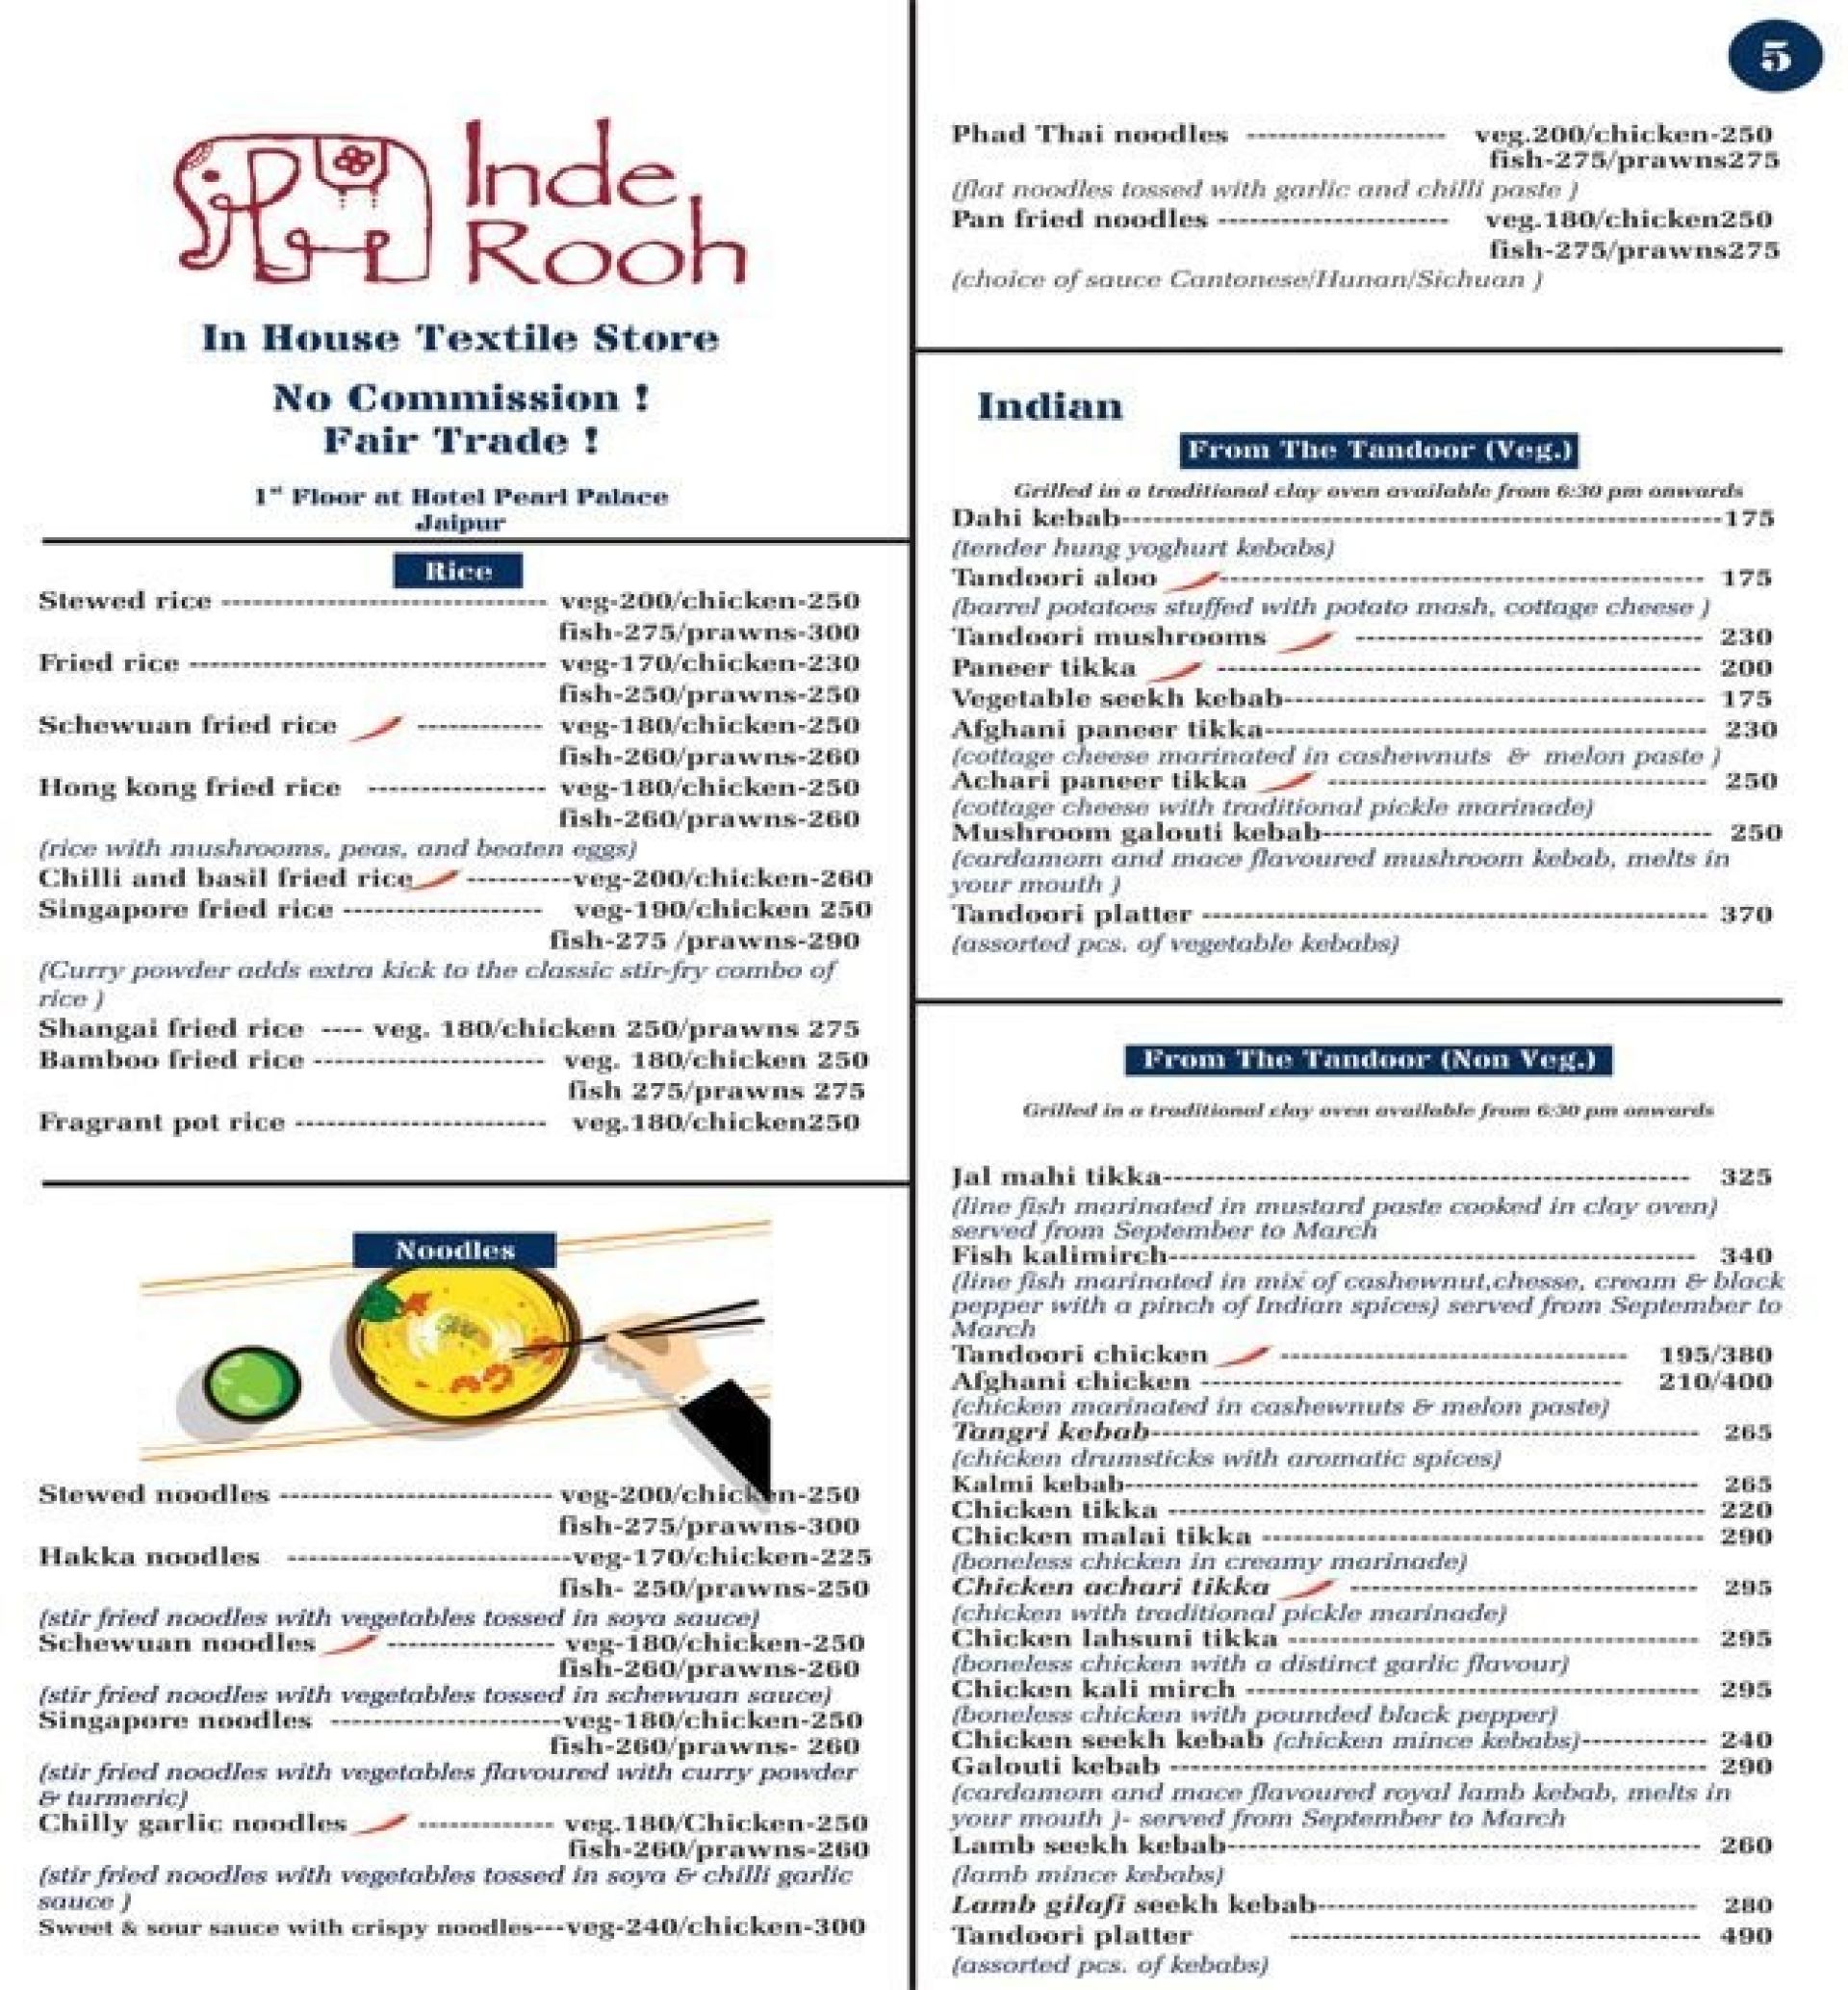 Inde
Rooh
In House Textile Store
No Commission !
Fair Trade !
1st Floor at Hotel Pearl Palace
Jaipur
Rice
Stewed rice ------------------------------- veg-200/chicken-250
fish-275/prawns-300
Fried rice ---------------------------------- veg-170/chicken-230
fish-250/prawns-250
Schewuan fried rice ------------ veg-180/chicken-250
fish-260/prawns-260
Hong kong fried rice ----------------- veg-180/chicken-250
fish-260/prawns-260
(rice with mushrooms, peas, and beaten eggs)
Chilli and basil fried rice ----------veg-200/chicken-260
Singapore fried rice ------------------- veg-190/chicken 250
fish-275 /prawns-290
(Curry powder adds extra kick to the classic stir-fry combo of
rice )
Shangai fried rice ---- veg. 180/chicken 250/prawns 275
Bamboo fried rice ---------------------- veg. 180/chicken 250
fish 275/prawns 275
Fragrant pot rice ------------------------ veg.180/chicken250
Noodles
Stewed noodles -------------------------- veg-200/chicken-250
fish-275/prawns-300
Hakka noodles ---------------------------veg-170/chicken-225
fish- 250/prawns-250
(stir fried noodles with vegetables tossed in soya sauce)
Schewuan noodles ---------------- veg-180/chicken-250
fish-260/prawns-260
(stir fried noodles with vegetables tossed in schewuan sauce)
Singapore noodles ----------------------veg-180/chicken-250
fish-260/prawns- 260
(stir fried noodles with vegetables flavoured with curry powder
& turmeric)
Chilly garlic noodles ------------- veg.180/Chicken-250
fish-260/prawns-260
(stir fried noodles with vegetables tossed in soya & chilli garlic
sauce )
Sweet & sour sauce with crispy noodles---veg-240/chicken-300
5
Phad Thai noodles ------------------- veg.200/chicken-250
fish-275/prawns275
(flat noodles tossed with garlic and chilli paste )
Pan fried noodles ---------------------- veg.180/chicken250
fish-275/prawns275
(choice of sauce Cantonese/Hunan/Sichuan )
Indian
From The Tandoor (Veg.)
Grilled in a traditional clay oven available from 6:30 pm onwards
Dahi kebab---------------------------------------------------------175
(tender hung yoghurt kebabs)
Tandoori aloo ---------------------------------------------- 175
(barrel potatoes stuffed with potato mash, cottage cheese )
Tandoori mushrooms --------------------------------- 230
Paneer tikka ---------------------------------------------- 200
Vegetable seekh kebab---------------------------------------- 175
Afghani paneer tikka------------------------------------------ 230
(cottage cheese marinated in cashewnuts & melon paste )
Achari paneer tikka ------------------------------------ 250
(cottage cheese with traditional pickle marinade)
Mushroom galouti kebab------------------------------------- 250
(cardamom and mace flavoured mushroom kebab, melts in
your mouth )
Tandoori platter ------------------------------------------------ 370
(assorted pcs. of vegetable kebabs)
From The Tandoor (Non Veg.)
Grilled in a traditional clay oven available from 6:30 pm onwards
Jal mahi tikka-------------------------------------------------- 325
(line fish marinated in mustard paste cooked in clay oven)
served from September to March
Fish kalimirch-------------------------------------------------- 340
(line fish marinated in mix of cashewnut,chesse, cream & black
pepper with a pinch of Indian spices) served from September to
March
Tandoori chicken --------------------------------- 195/380
Afghani chicken ---------------------------------------- 210/400
(chicken marinated in cashewnuts & melon paste)
Tangri kebab---------------------------------------------------- 265
(chicken drumsticks with aromatic spices)
Kalmi kebab------------------------------------------------------ 265
Chicken tikka --------------------------------------------------- 220
Chicken malai tikka ------------------------------------------ 290
(boneless chicken in creamy marinade)
Chicken achari tikka --------------------------------- 295
(chicken with traditional pickle marinade)
Chicken lahsuni tikka --------------------------------------- 295
(boneless chicken with a distinct garlic flavour)
Chicken kali mirch ------------------------------------------- 295
(boneless chicken with pounded black pepper)
Chicken seekh kebab (chicken mince kebabs)------------ 240
Galouti kebab --------------------------------------------------- 290
(cardamom and mace flavoured royal lamb kebab, melts in
your mouth )- served from September to March
Lamb seekh kebab--------------------------------------------- 260
(lamb mince kebabs)
Lamb gilafi seekh kebab------------------------------------ 280
Tandoori platter --------------------------------------- 490
(assorted pcs. of kebabs)